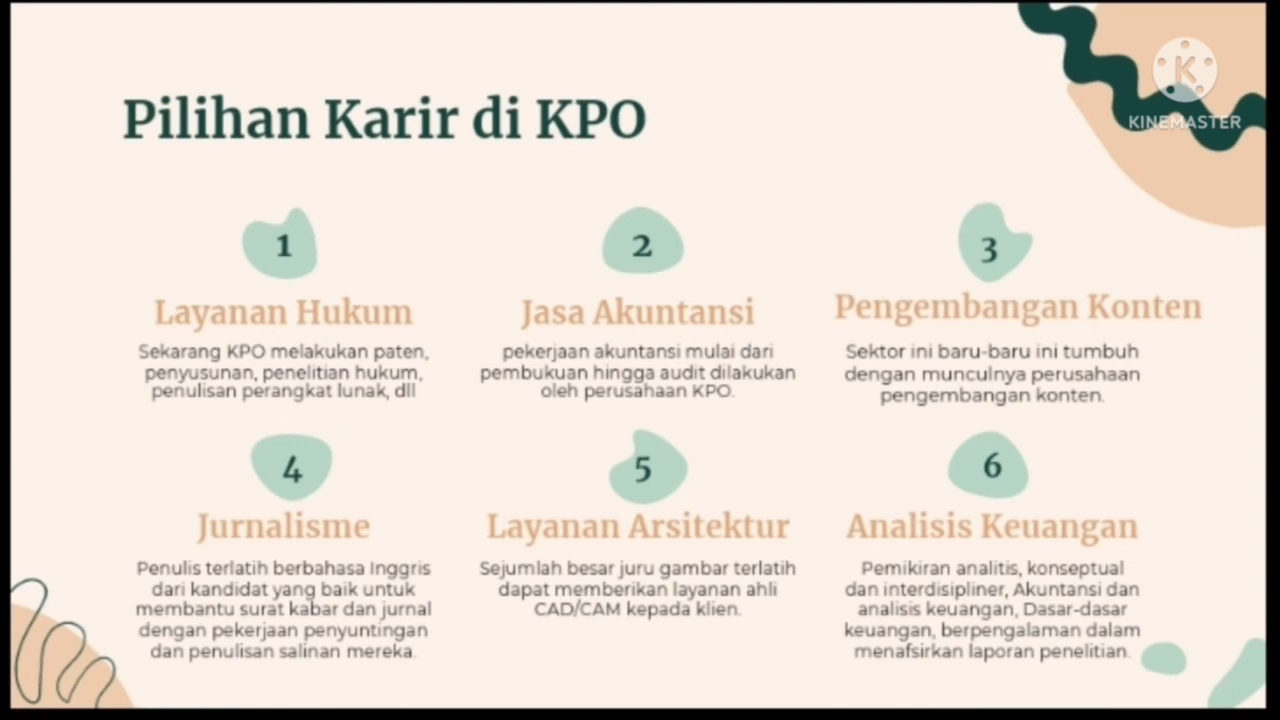 Pilihan Karir di KPO
K
KINEMASTER
1
Layanan Hukum
Sekarang KPO melakukan paten,
penyusunan, penelitian hukum,
penulisan perangkat lunak, dll
2
Jasa Akuntansi
pekerjaan akuntansi mulai dari
pembukuan hingga audit dilakukan
oleh perusahaan KPO.
3
Pengembangan Konten
Sektor ini baru-baru ini tumbuh
dengan munculnya perusahaan
pengembangan konten.
4
Jurnalisme
Penulis terlatih berbahasa Inggris
dari kandidat yang baik untuk
membantu surat kabar dan jurnal
dengan pekerjaan penyuntingan
dan penulisan salinan mereka.
5
Layanan Arsitektur
Sejumlah besar juru gambar terlatih
dapat memberikan layanan ahli
CAD/CAM kepada klien.
6
Analisis Keuangan
Pemikiran analitis, konseptual
dan interdisipliner, Akuntansi dan
analisis keuangan, Dasar-dasar
keuangan, berpengalaman dalam
menafsirkan laporan penelitian.